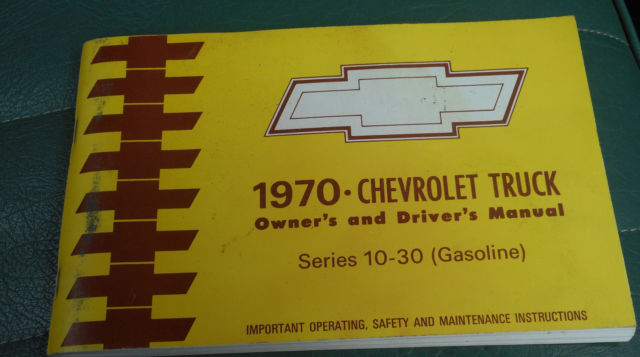 1970 • CHEVROLET TRUCK
Owner's and Driver's Manual
Series 10-30 (Gasoline)
IMPORTANT OPERATING, SAFETY AND MAINTENANCE INSTRUCTIONS